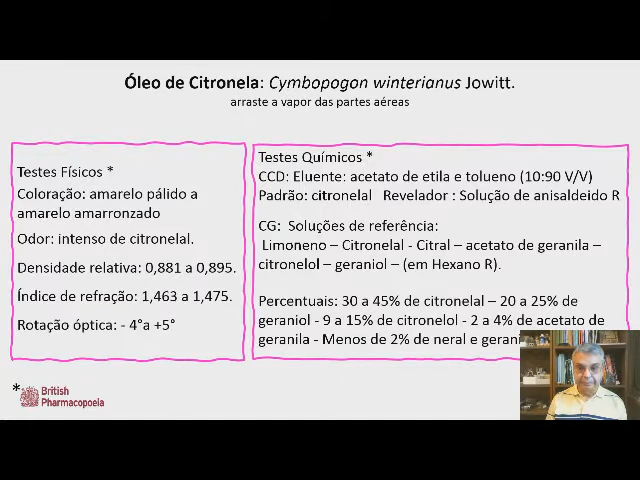 Óleo de Citronela: Cymbopogon winterianus Jowitt.
arraste a vapor das partes aéreas
Testes Físicos *
Coloração: amarelo pálido a
amarelo amarronzado
Odor: intenso de citronelal.
Densidade relativa: 0,881 a 0,895.
Índice de refração: 1,463 a 1,475.
Rotação óptica: - 4°a +5°
Testes Químicos *
CCD: Eluente: acetato de etila e tolueno (10:90 V/V)
Padrão: citronelal Revelador : Solução de anisaldeido R
CG: Soluções de referência:
Limoneno – Citronelal - Citral – acetato de geranila –
citronelol – geraniol – (em Hexano R).
Percentuais: 30 a 45% de citronelal – 20 a 25% de
geraniol - 9 a 15% de citronelol - 2 a 4% de acetato de
geranila - Menos de 2% de neral e
*
British
Pharmacopoela